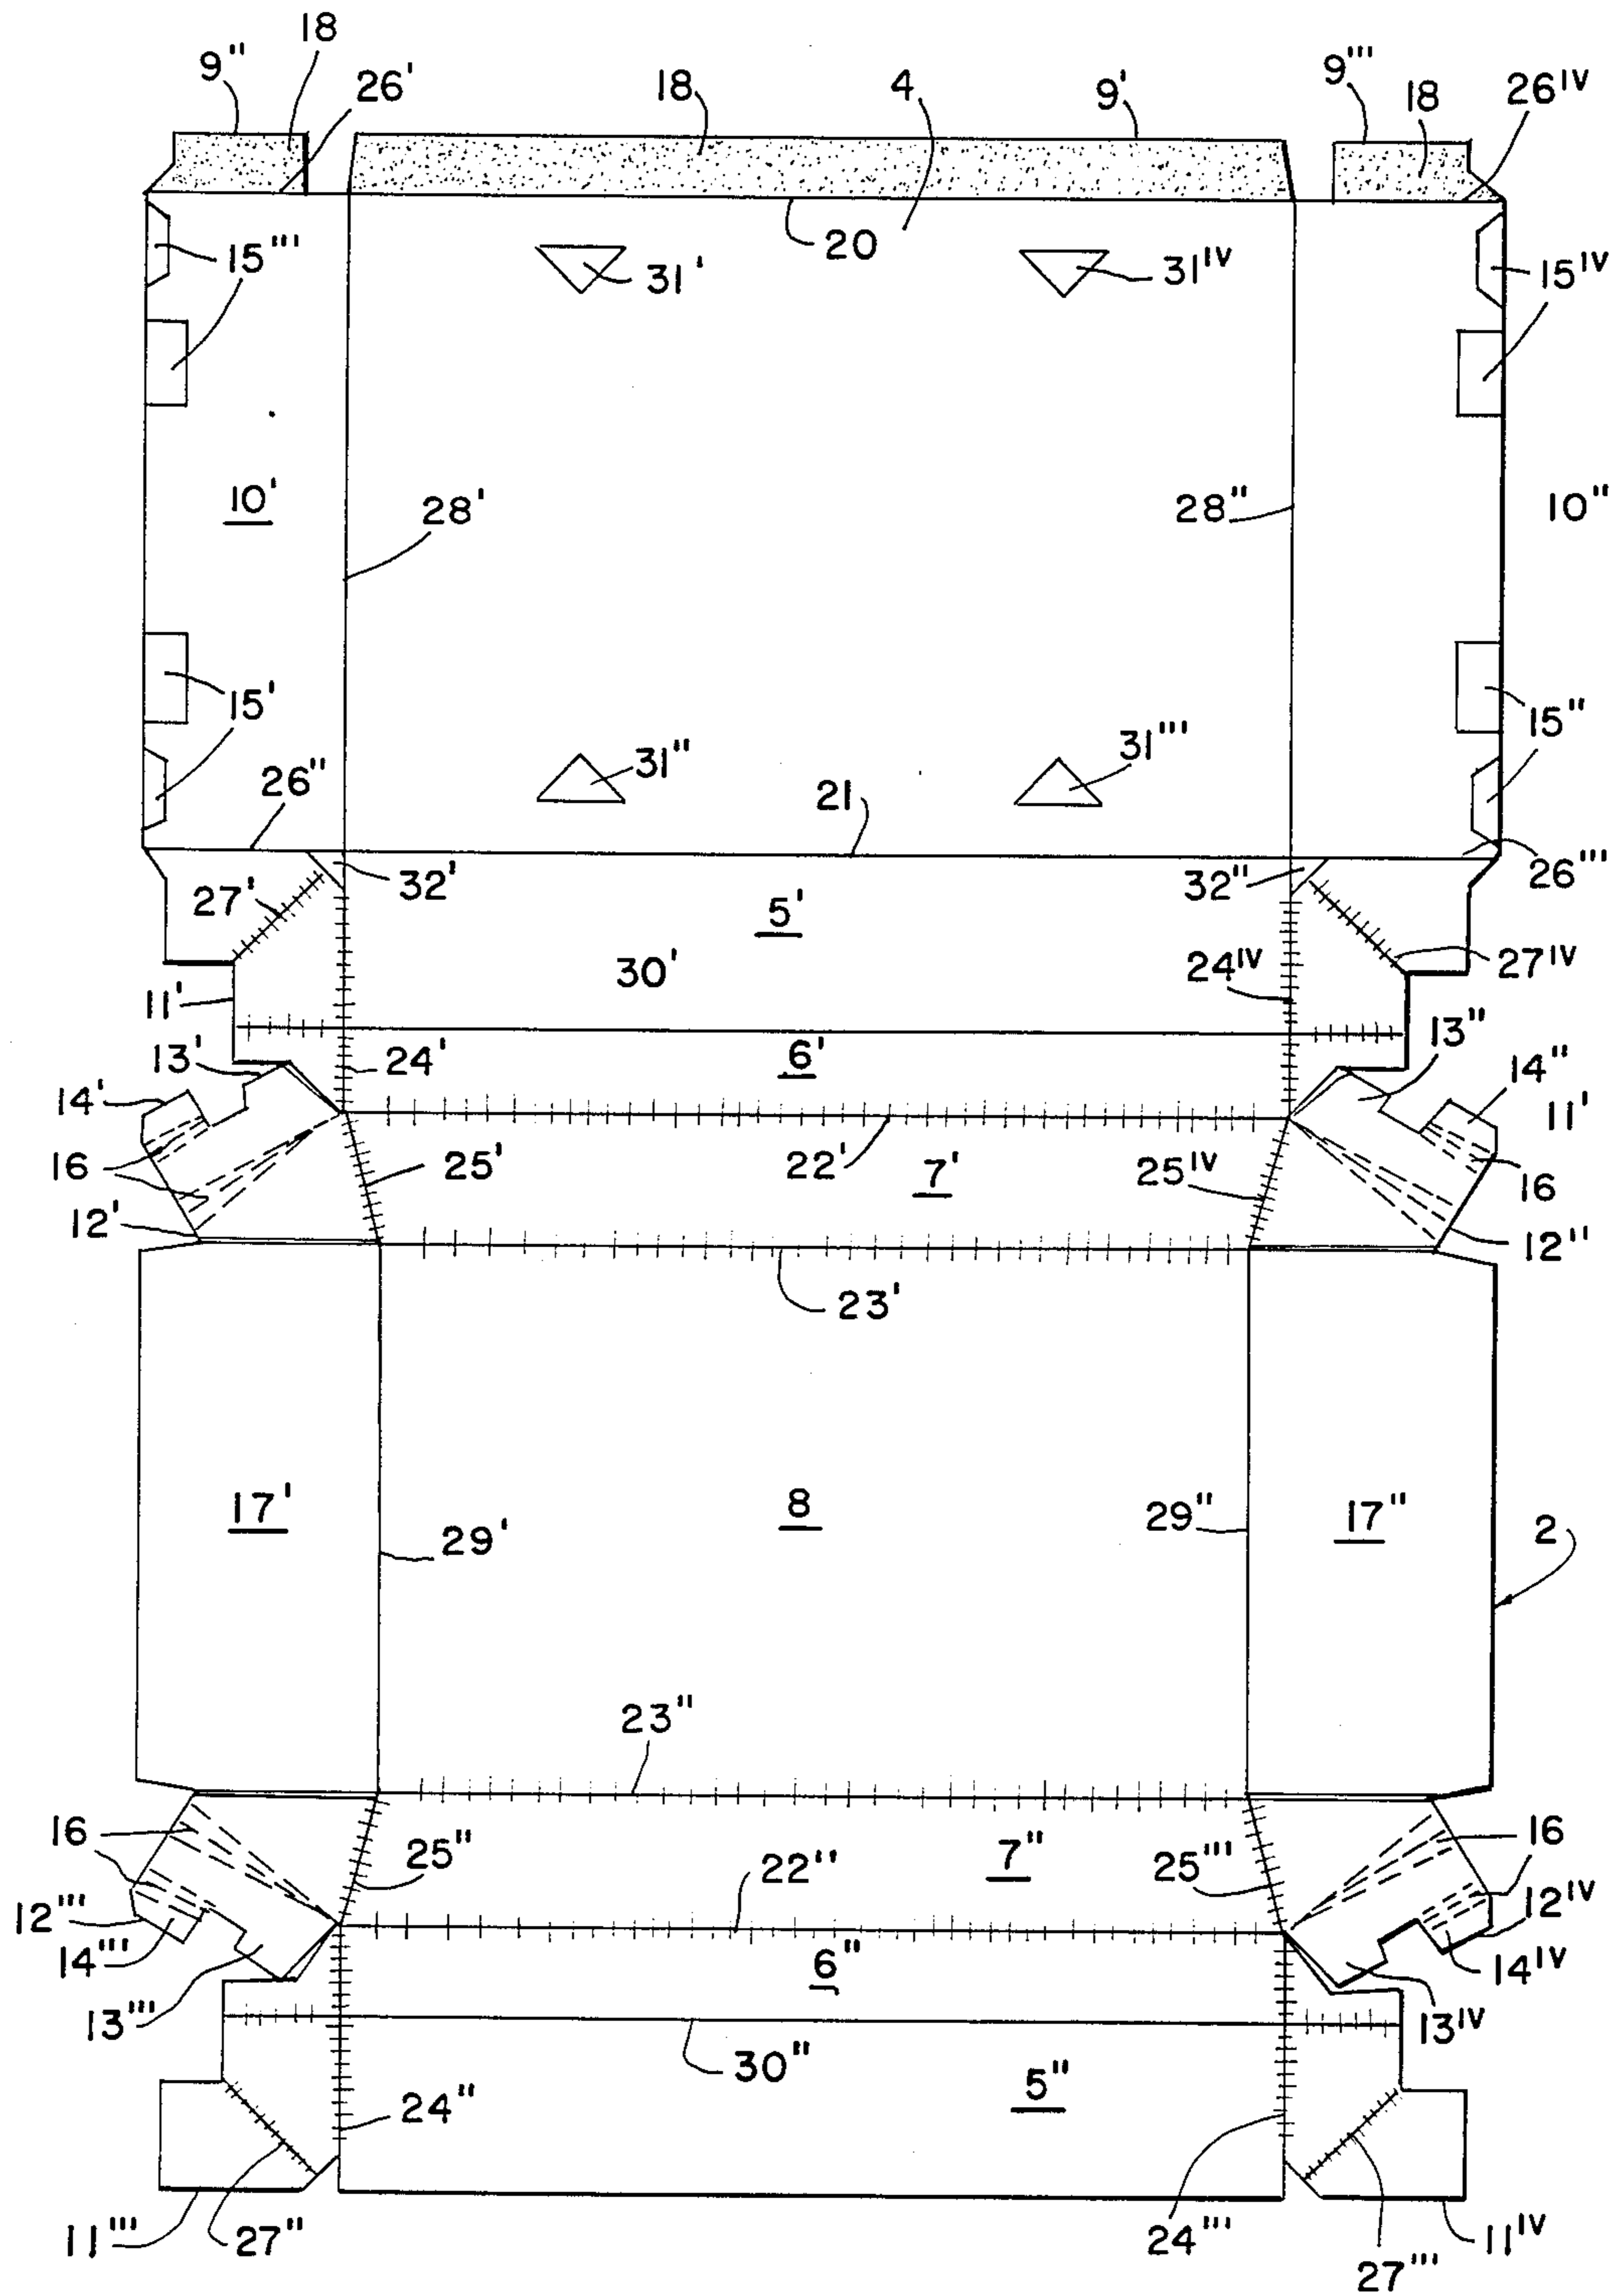 9'' 18 26' 18 4 9' 9''' 18 26IV
15''' 31' 20 31IV 15IV
10' 28' 28'' 10''
15' 31'' 31''' 15''
26'' 21
27' 32' 5' 32'' 26'''
11' 30' 24IV 27IV
13' 24' 6' 13''
14' 14'' 11'
16 25' 22' 7' 25IV 16
12' 12''
23'
17' 29' 8 29'' 17'' 2
23''
16 25'' 22'' 7'' 25''' 16
12''' 12IV
14''' 6'' 14IV
13''' 13IV
30'' 5''
24''
11''' 27'' 24''' 27''' 11IV